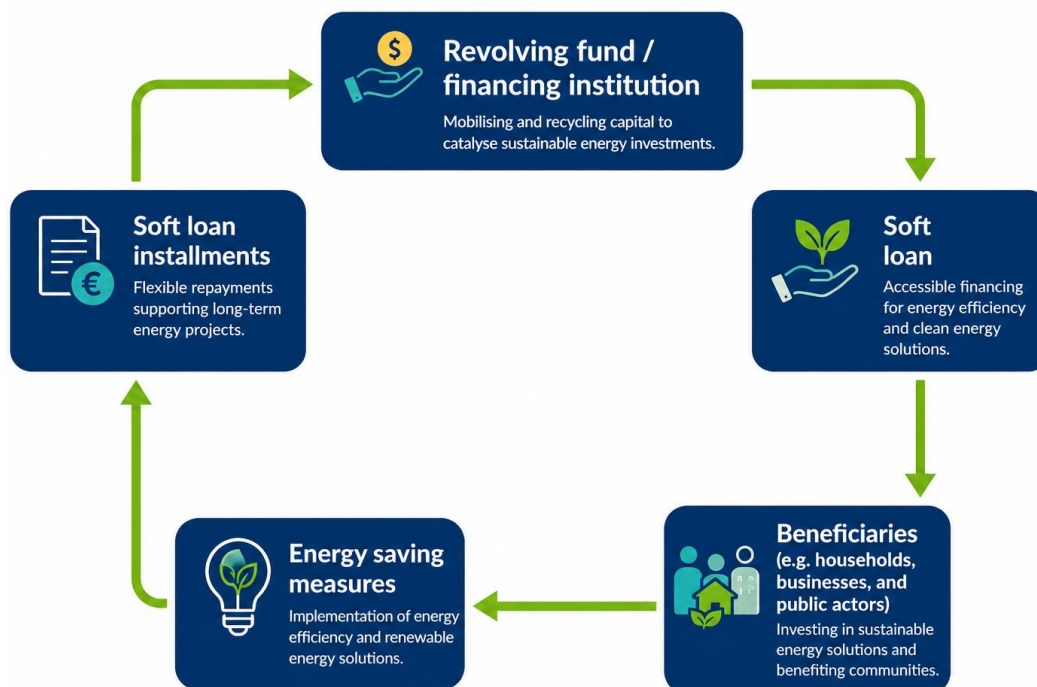 $
Revolving fund /
financing institution
Mobilising and recycling capital to
catalyse sustainable energy investments.
Soft loan
installments
Flexible repayments
supporting long-term
energy projects.
€
Soft
loan
Accessible financing
for energy efficiency
and clean energy
solutions.
Energy saving
measures
Implementation of energy
efficiency and renewable
energy solutions.
Beneficiaries
(e.g. households,
businesses, and
public actors)
Investing in sustainable
energy solutions and
benefiting communities.